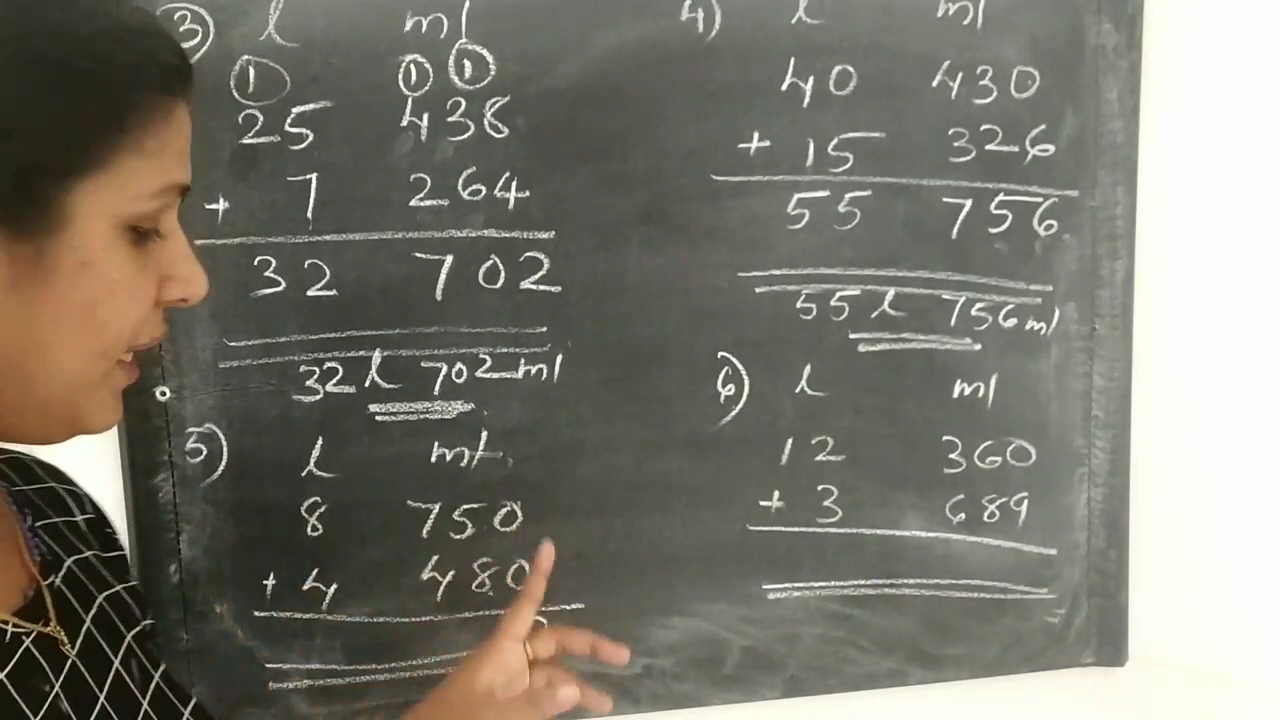 3) l ml
1 1 1
25 438
+ 7 264
32 702
32 l 702 ml
4) l ml
40 430
+ 15 326
55 756
55 l 756 ml
5) l ml
8 750
+ 4 480
6) l ml
12 360
+ 3 689